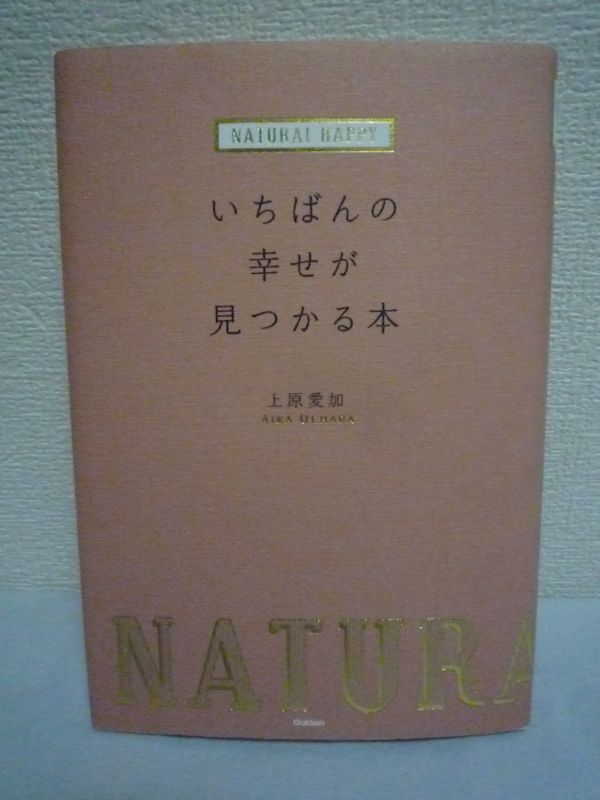 NATURAL HAPPY
いちばんの
幸せが
見つかる本
上原愛加
AIKA UEHARA
NATURA
Gakken